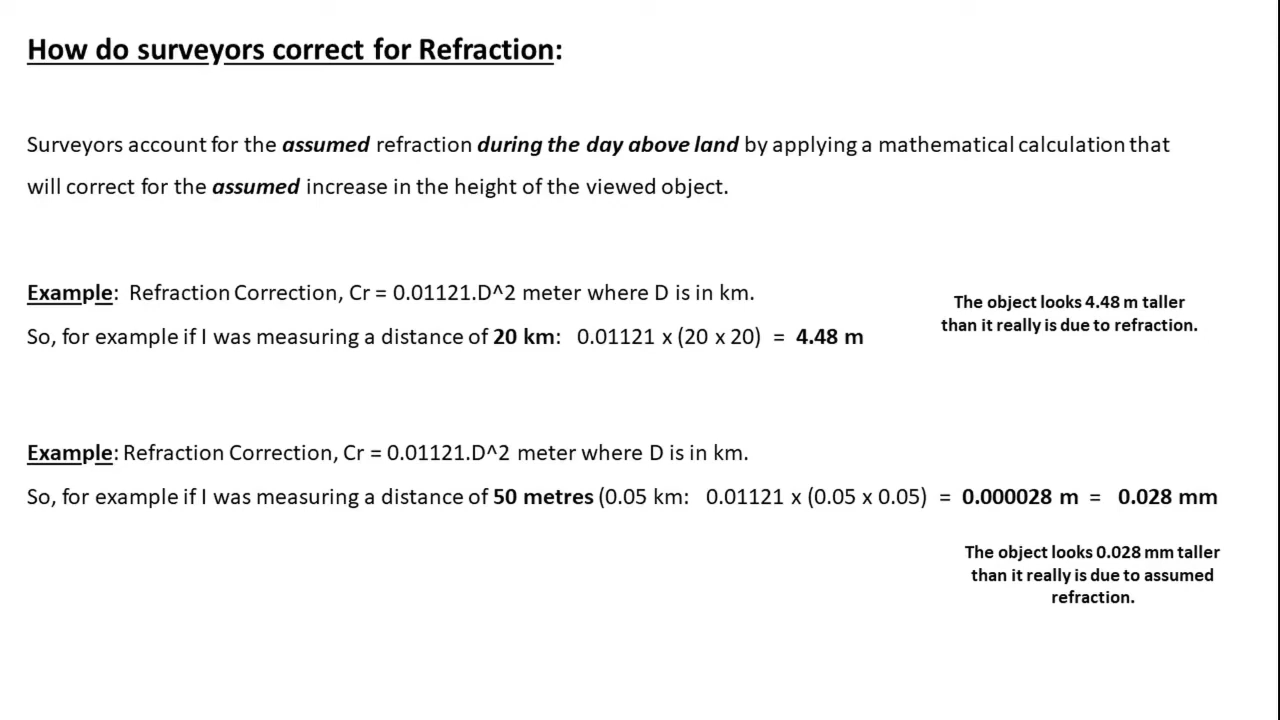 How do surveyors correct for Refraction:
Surveyors account for the assumed refraction during the day above land by applying a mathematical calculation that
will correct for the assumed increase in the height of the viewed object.
Example: Refraction Correction, Cr = 0.01121.D^2 meter where D is in km.
So, for example if I was measuring a distance of 20 km: 0.01121 x (20 x 20) = 4.48 m
The object looks 4.48 m taller
than it really is due to refraction.
Example: Refraction Correction, Cr = 0.01121.D^2 meter where D is in km.
So, for example if I was measuring a distance of 50 metres (0.05 km: 0.01121 x (0.05 x 0.05) = 0.000028 m = 0.028 mm
The object looks 0.028 mm taller
than it really is due to assumed
refraction.